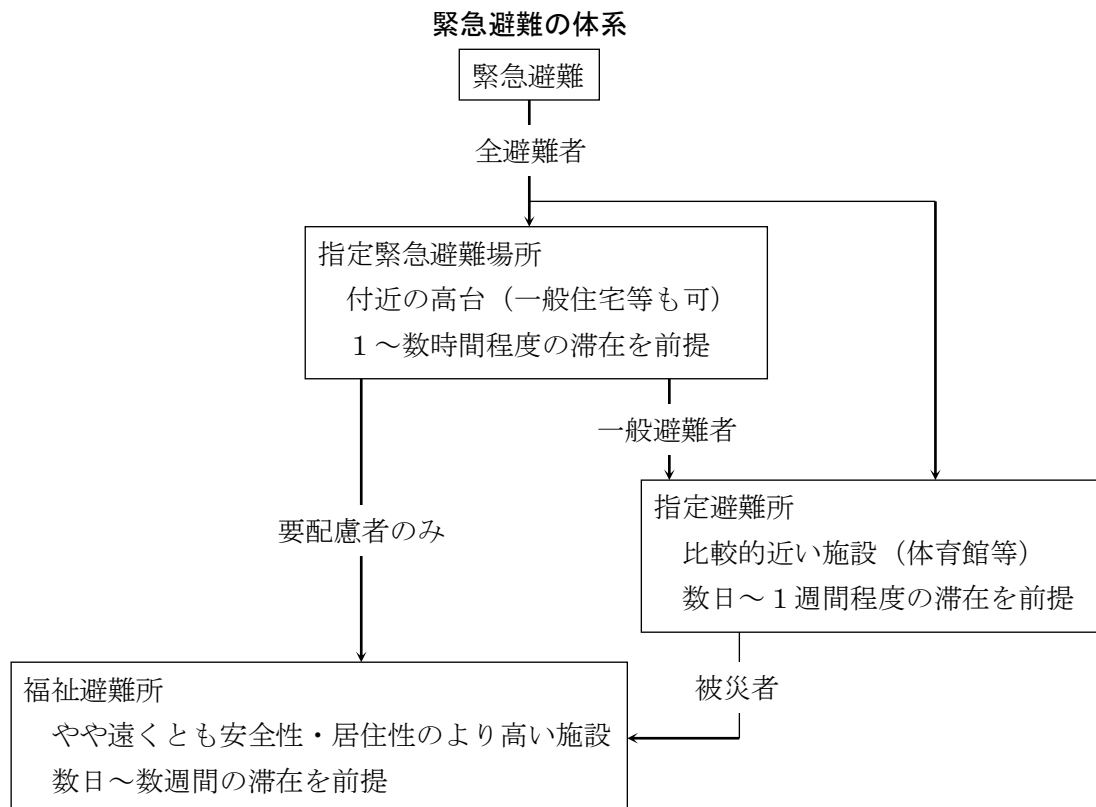 緊急避難の体系
緊急避難
全避難者
指定緊急避難場所
付近の高台（一般住宅等も可）
１～数時間程度の滞在を前提
一般避難者
指定避難所
比較的近い施設（体育館等）
数日～１週間程度の滞在を前提
要配慮者のみ
被災者
福祉避難所
やや遠くとも安全性・居住性のより高い施設
数日～数週間の滞在を前提